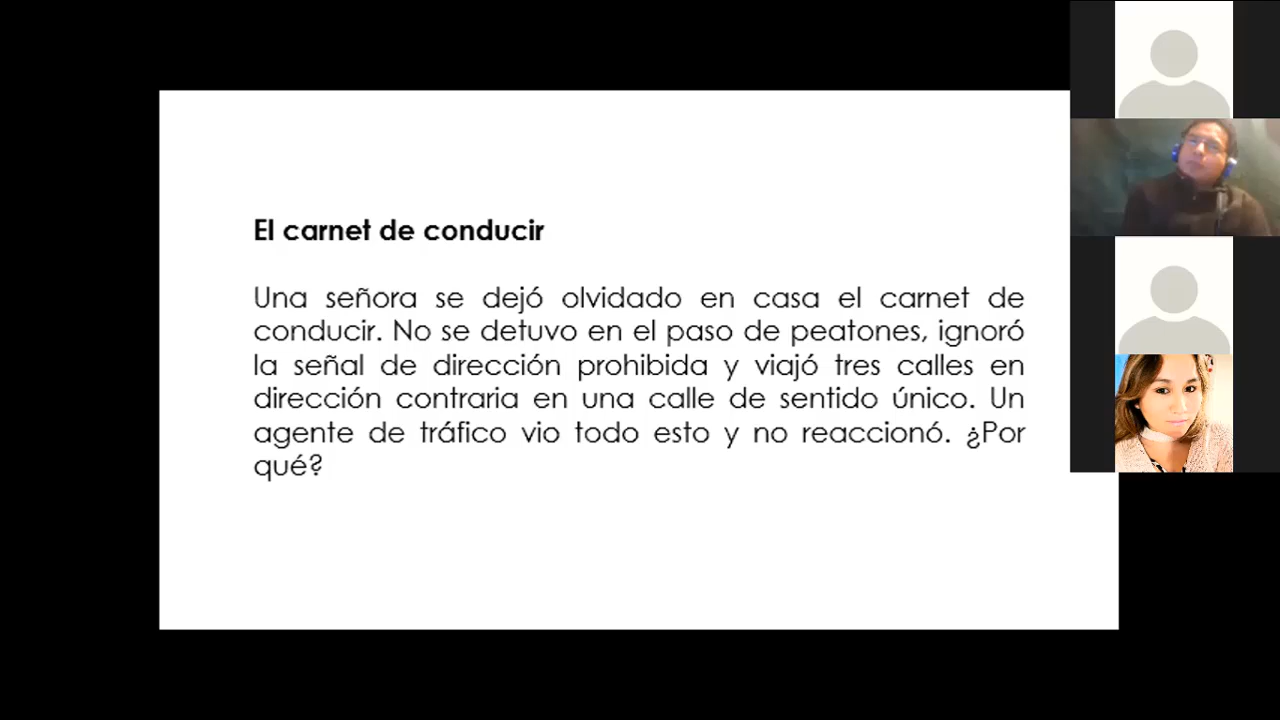 El carnet de conducir
Una señora se dejó olvidado en casa el carnet de
conducir. No se detuvo en el paso de peatones, ignoró
la señal de dirección prohibida y viajó tres calles en
dirección contraria en una calle de sentido único. Un
agente de tráfico vio todo esto y no reaccionó. ¿Por
qué?